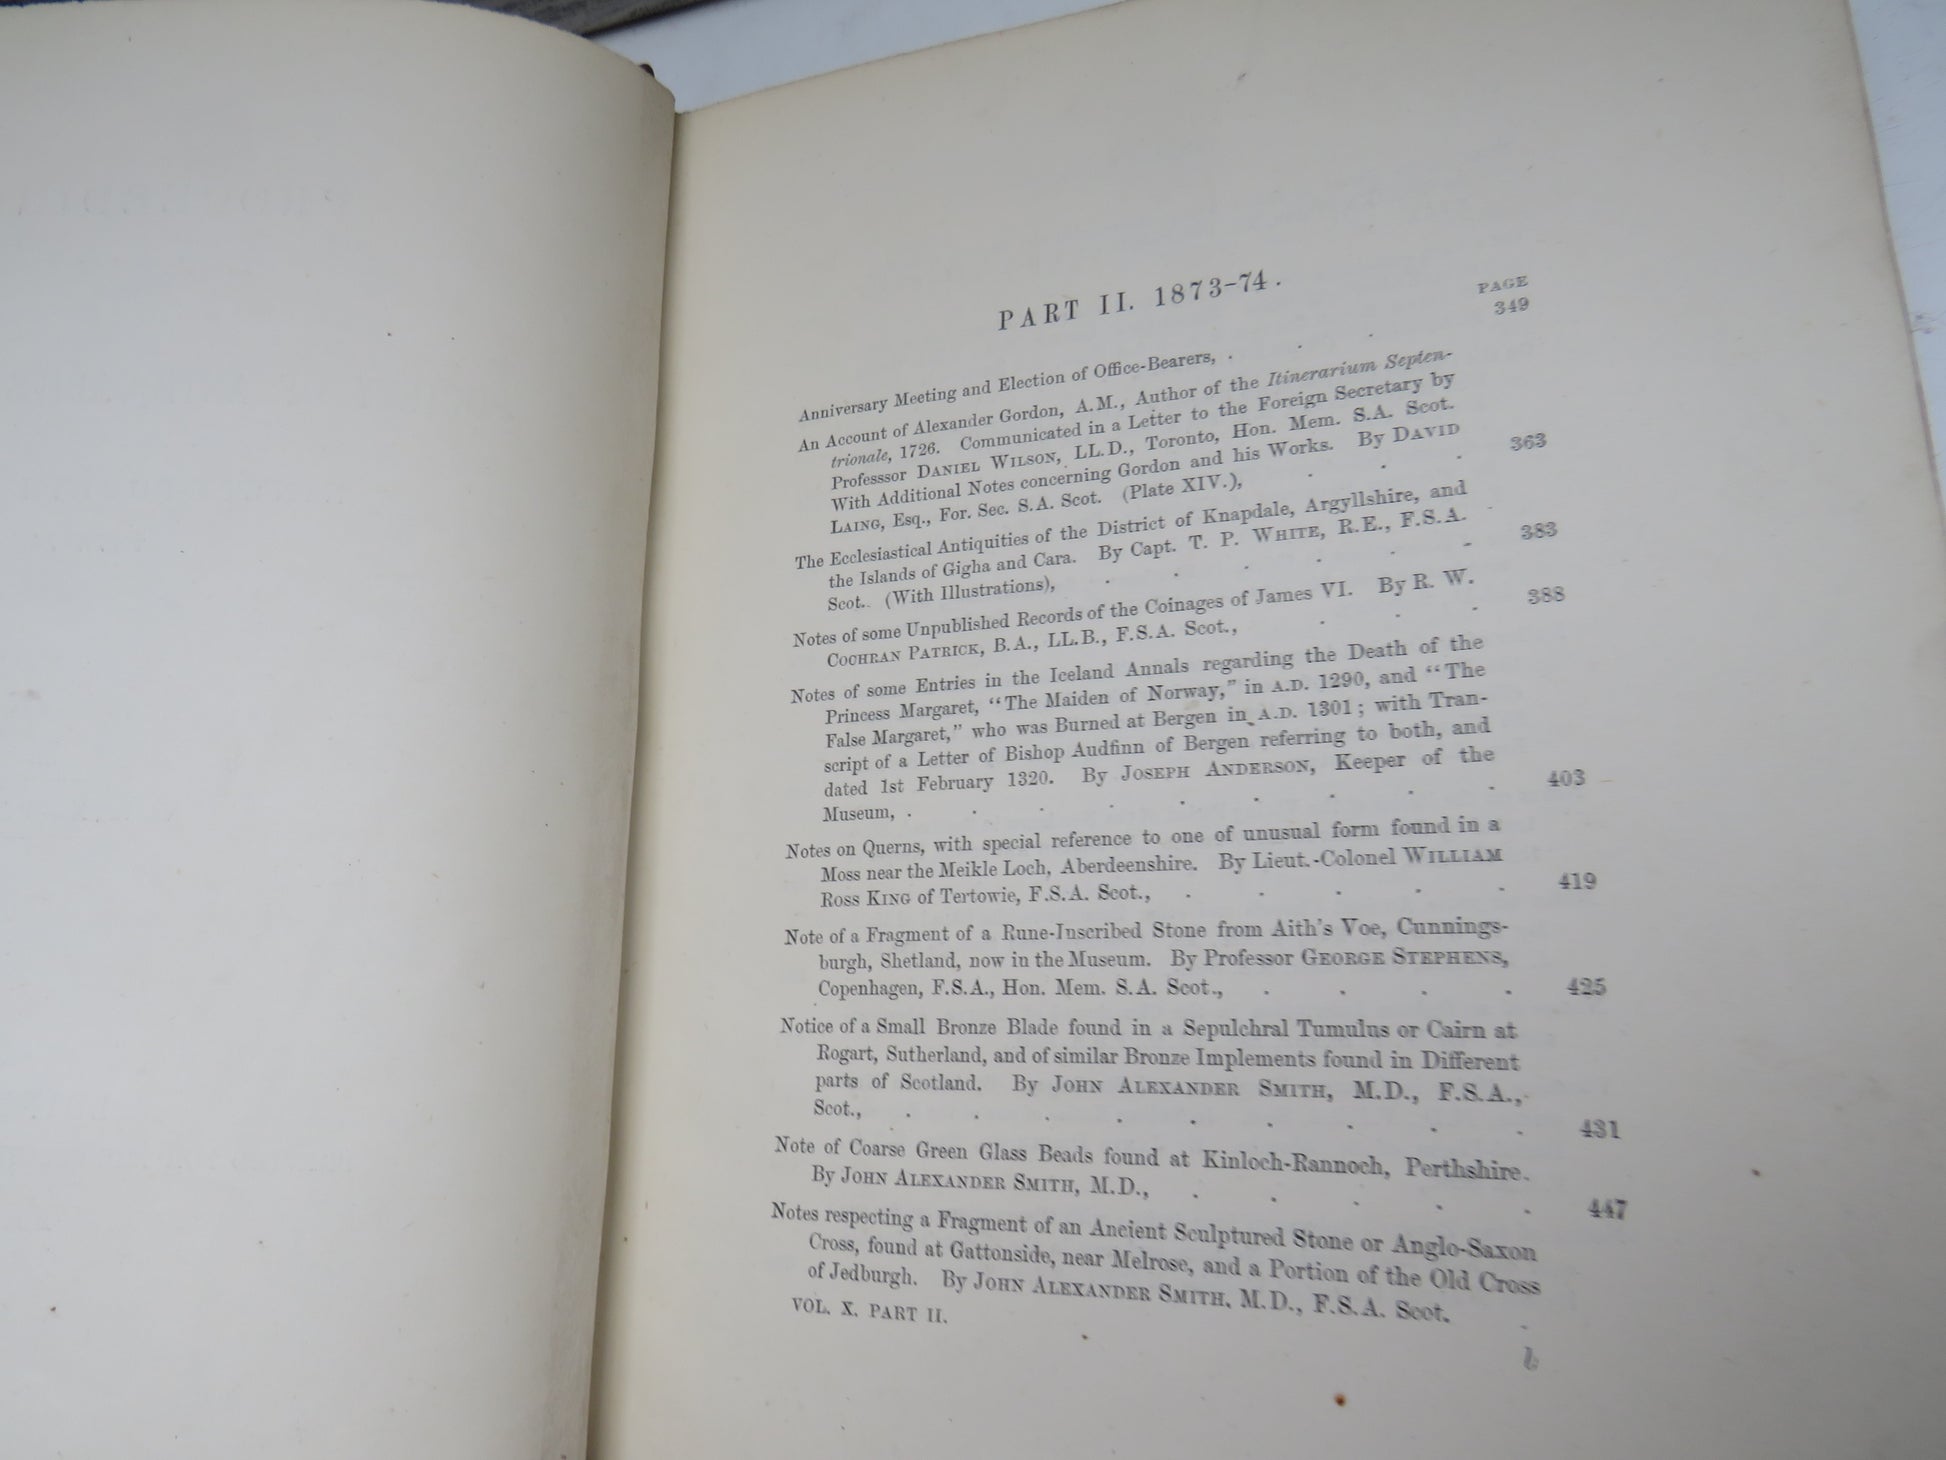 PART II. 1873-74.
PAGE
Anniversary Meeting and Election of Office-Bearers, . . . 349
An Account of Alexander Gordon, A.M., Author of the Itinerarium Septen-
trionale, 1726. Communicated in a Letter to the Foreign Secretary by
Professsor DANIEL WILSON, LL.D., Toronto, Hon. Mem. S.A. Scot.
With Additional Notes concerning Gordon and his Works. By DAVID
LAING, Esq., For. Sec. S.A. Scot. (Plate XIV.), . . . 363
The Ecclesiastical Antiquities of the District of Knapdale, Argyllshire, and
the Islands of Gigha and Cara. By Capt. T. P. WHITE, R.E., F.S.A.
Scot. (With Illustrations), . . . . . . 383
Notes of some Unpublished Records of the Coinages of James VI. By R. W.
COCHRAN PATRICK, B.A., LL.B., F.S.A. Scot., . . . 388
Notes of some Entries in the Iceland Annals regarding the Death of the
Princess Margaret, "The Maiden of Norway," in A.D. 1290, and "The
False Margaret," who was Burned at Bergen in A.D. 1301; with Tran-
script of a Letter of Bishop Audfinn of Bergen referring to both, and
dated 1st February 1320. By JOSEPH ANDERSON, Keeper of the
Museum, . . . . . . . . . 403
Notes on Querns, with special reference to one of unusual form found in a
Moss near the Meikle Loch, Aberdeenshire. By Lieut.-Colonel WILLIAM
ROSS KING of Tertowie, F.S.A. Scot., . . . . . 419
Note of a Fragment of a Rune-Inscribed Stone from Aith's Voe, Cunnings-
burgh, Shetland, now in the Museum. By Professor GEORGE STEPHENS,
Copenhagen, F.S.A., Hon. Mem. S.A. Scot., . . . . 425
Notice of a Small Bronze Blade found in a Sepulchral Tumulus or Cairn at
Rogart, Sutherland, and of similar Bronze Implements found in Different
parts of Scotland. By JOHN ALEXANDER SMITH, M.D., F.S.A.,
Scot., . . . . . . . . . 431
Note of Coarse Green Glass Beads found at Kinloch-Rannoch, Perthshire.
By JOHN ALEXANDER SMITH, M.D., . . . . . 447
Notes respecting a Fragment of an Ancient Sculptured Stone or Anglo-Saxon
Cross, found at Gattonside, near Melrose, and a Portion of the Old Cross
of Jedburgh. By JOHN ALEXANDER SMITH, M.D., F.S.A. Scot.
VOL. X. PART II.
b